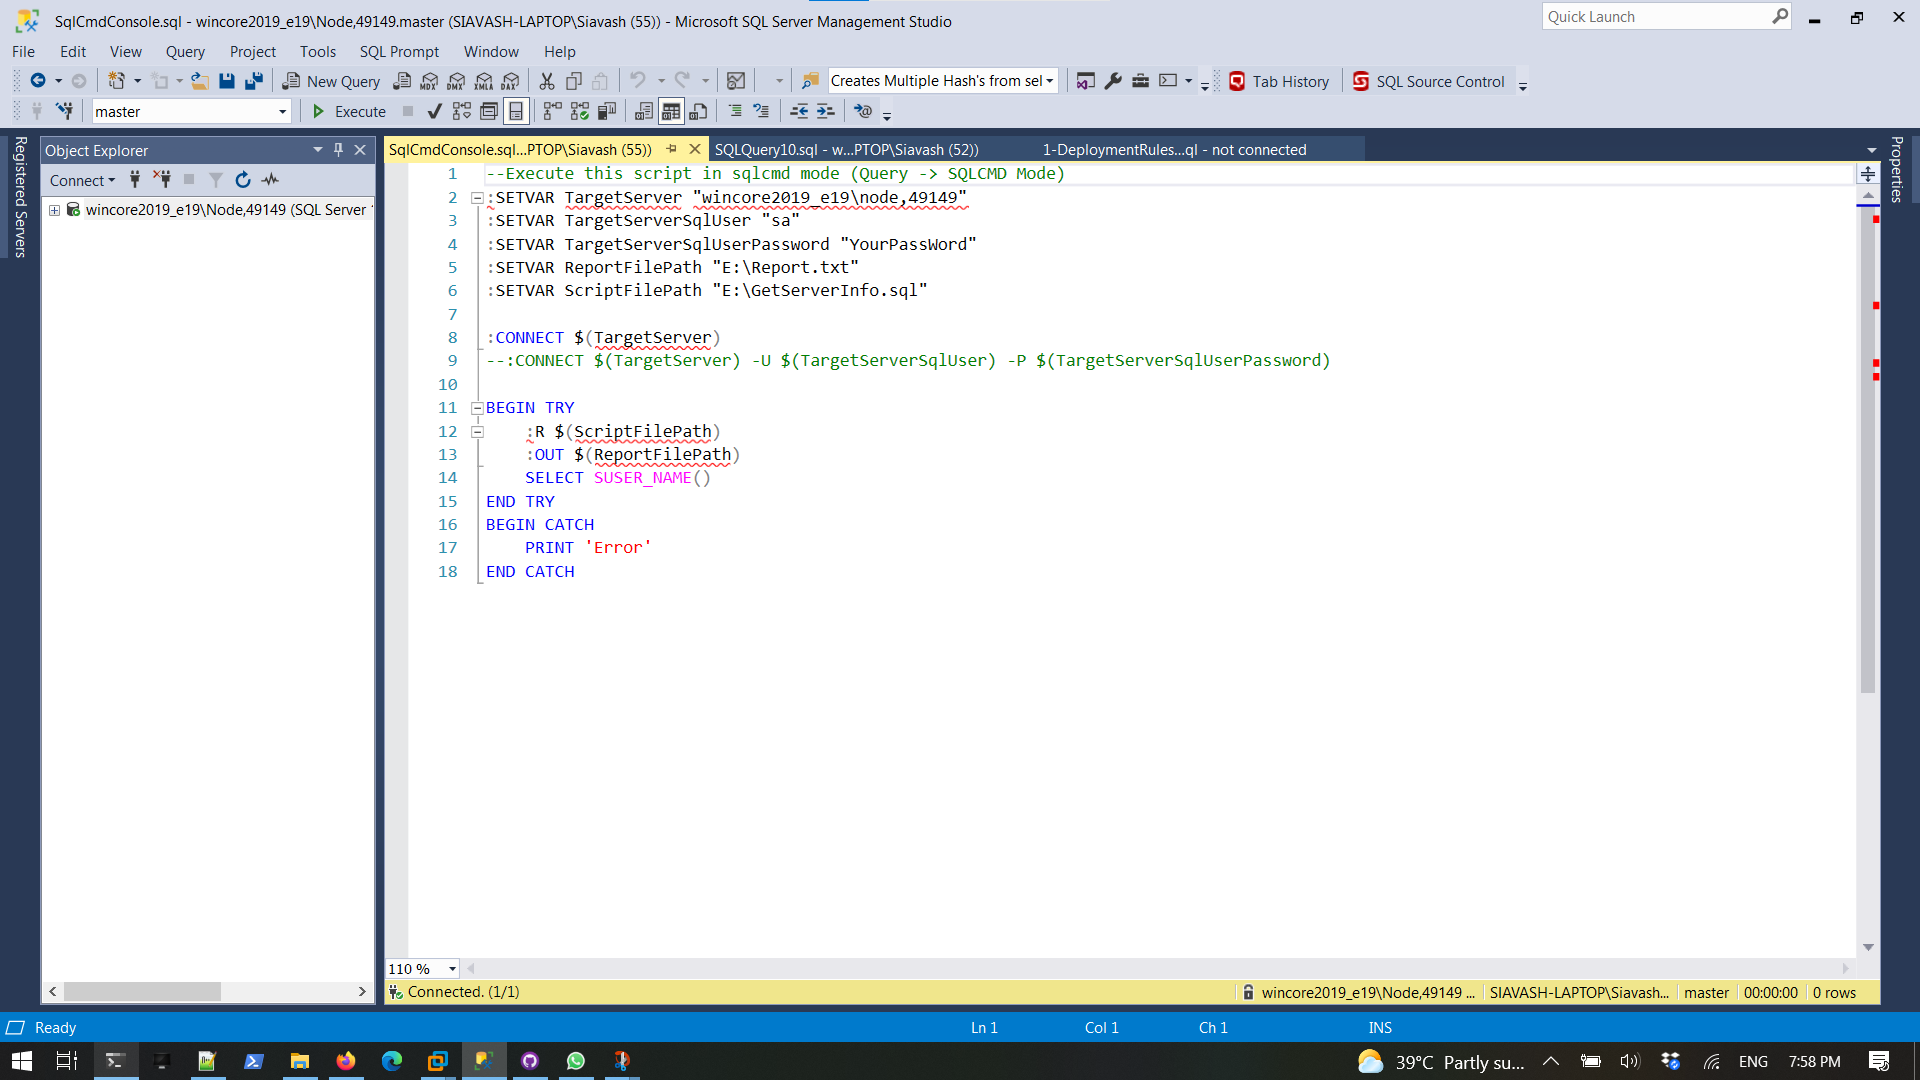 SqlCmdConsole.sql - wincore2019_e19\Node,49149.master (SIAVASH-LAPTOP\Siavash (55)) - Microsoft SQL Server Management Studio
Quick Launch
File Edit View Query Project Tools SQL Prompt Window Help
New Query MDX DMX XMLA DAX Creates Multiple Hash's from sel Tab History SQL Source Control
master Execute
Registered Servers
Object Explorer
Connect
wincore2019_e19\Node,49149 (SQL Server
SqlCmdConsole.sql...PTOP\Siavash (55)) SQLQuery10.sql - w...PTOP\Siavash (52)) 1-DeploymentRules...ql - not connected
Properties
1 --Execute this script in sqlcmd mode (Query -> SQLCMD Mode)
2 :SETVAR TargetServer "wincore2019_e19\node,49149"
3 :SETVAR TargetServerSqlUser "sa"
4 :SETVAR TargetServerSqlUserPassword "YourPassWord"
5 :SETVAR ReportFilePath "E:\Report.txt"
6 :SETVAR ScriptFilePath "E:\GetServerInfo.sql"
7
8 :CONNECT $(TargetServer)
9 --:CONNECT $(TargetServer) -U $(TargetServerSqlUser) -P $(TargetServerSqlUserPassword)
10
11 BEGIN TRY
12 :R $(ScriptFilePath)
13 :OUT $(ReportFilePath)
14 SELECT SUSER_NAME()
15 END TRY
16 BEGIN CATCH
17 PRINT 'Error'
18 END CATCH
110 %
Connected. (1/1) wincore2019_e19\Node,49149 ... SIAVASH-LAPTOP\Siavash... master 00:00:00 0 rows
Ready Ln 1 Col 1 Ch 1 INS
39°C Partly su... ENG 7:58 PM